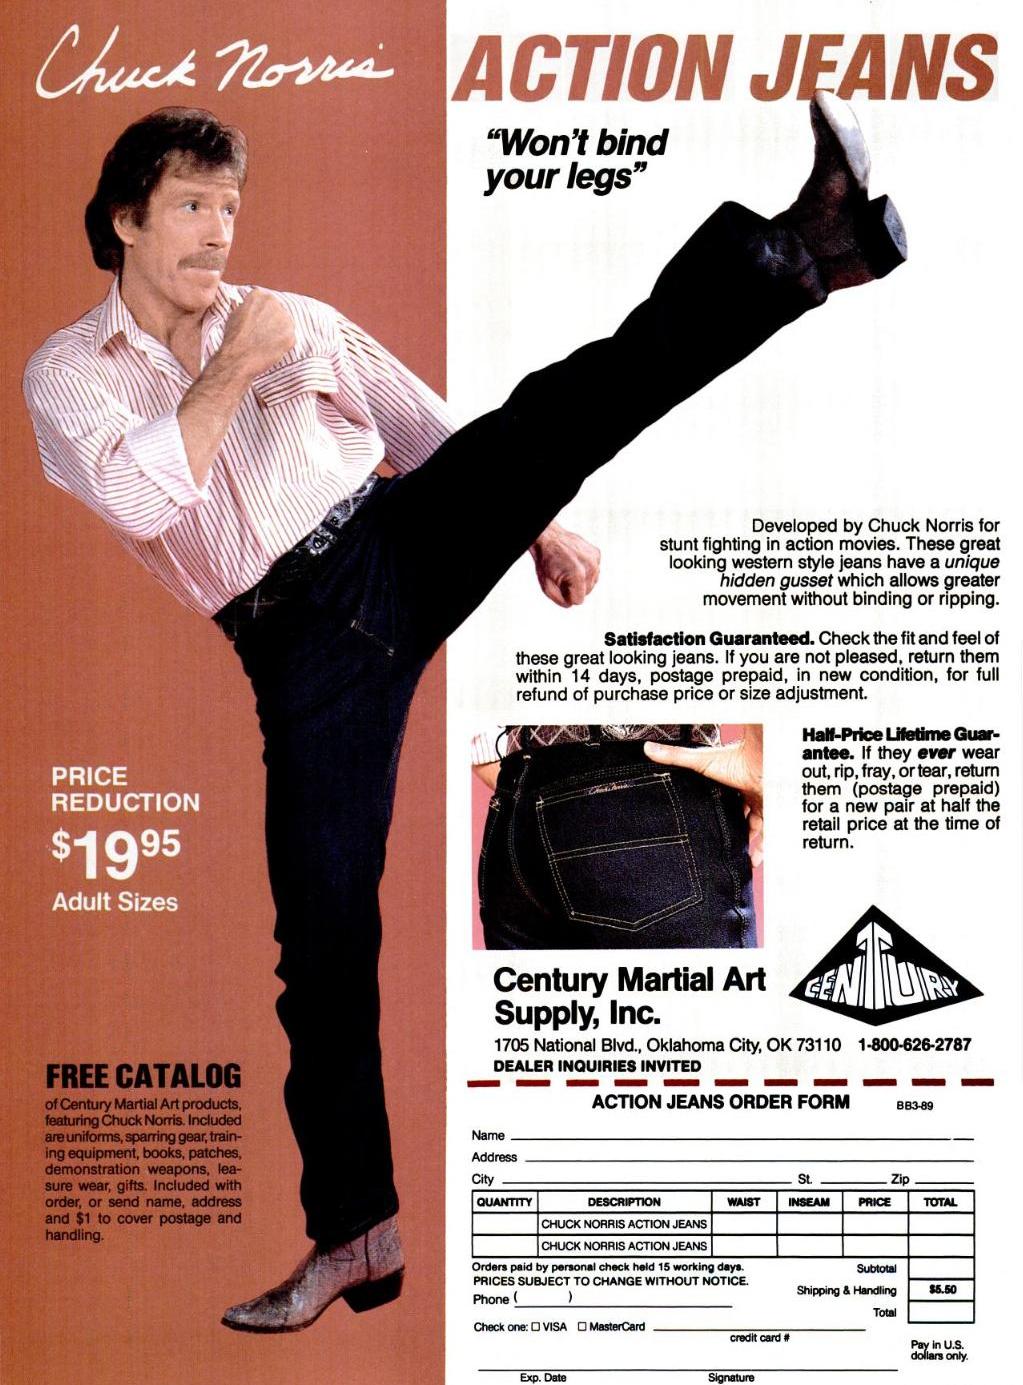 Chuck Norris ACTION JEANS
"Won't bind
your legs"
Developed by Chuck Norris for
stunt fighting in action movies. These great
looking western style jeans have a unique
hidden gusset which allows greater
movement without binding or ripping.
Satisfaction Guaranteed. Check the fit and feel of
these great looking jeans. If you are not pleased, return them
within 14 days, postage prepaid, in new condition, for full
refund of purchase price or size adjustment.
Half-Price Lifetime Guar-
antee. If they ever wear
out, rip, fray, or tear, return
them (postage prepaid)
for a new pair at half the
retail price at the time of
return.
Chuck Norris
PRICE
REDUCTION
$19 95
Adult Sizes
FREE CATALOG
of Century Martial Art products,
featuring Chuck Norris. Included
are uniforms, sparring gear, train-
ing equipment, books, patches,
demonstration weapons, lea-
sure wear, gifts. Included with
order, or send name, address
and $1 to cover postage and
handling.
CENTURY
Century Martial Art
Supply, Inc.
1705 National Blvd., Oklahoma City, OK 73110 1-800-626-2787
DEALER INQUIRIES INVITED
ACTION JEANS ORDER FORM BB3-89
Name
Address
City St. Zip
QUANTITY DESCRIPTION WAIST INSEAM PRICE TOTAL
CHUCK NORRIS ACTION JEANS
CHUCK NORRIS ACTION JEANS
Orders paid by personal check held 15 working days. Subtotal
PRICES SUBJECT TO CHANGE WITHOUT NOTICE.
Shipping & Handling $5.50
Phone ( )
Total
Check one: □ VISA □ MasterCard
credit card #
Pay in U.S.
dollars only.
Exp. Date Signature